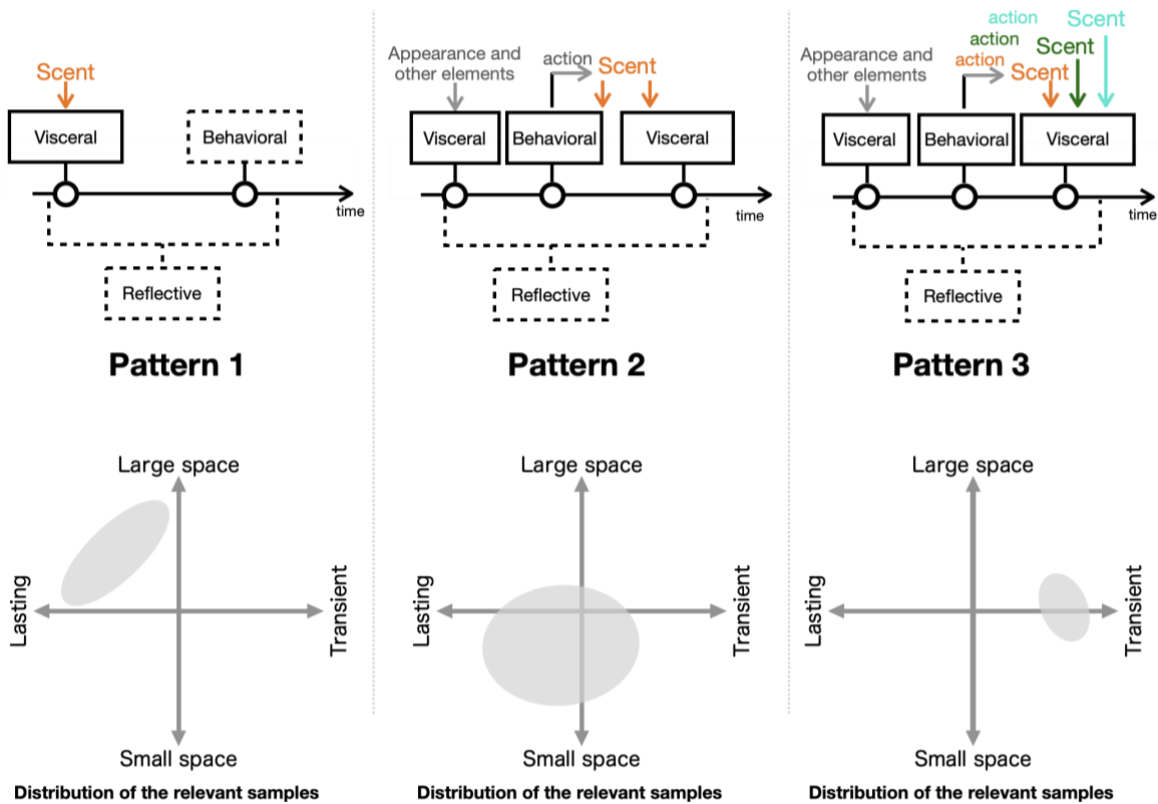 Scent
Visceral
Behavioral
time
Reflective
Pattern 1
Large space
Lasting
Transient
Small space
Distribution of the relevant samples
Appearance and
other elements
action
Scent
Visceral
Behavioral
Visceral
time
Reflective
Pattern 2
Large space
Lasting
Transient
Small space
Distribution of the relevant samples
action
Scent
action
Scent
Appearance and
other elements
action
Scent
Visceral
Behavioral
Visceral
time
Reflective
Pattern 3
Large space
Lasting
Transient
Small space
Distribution of the relevant samples